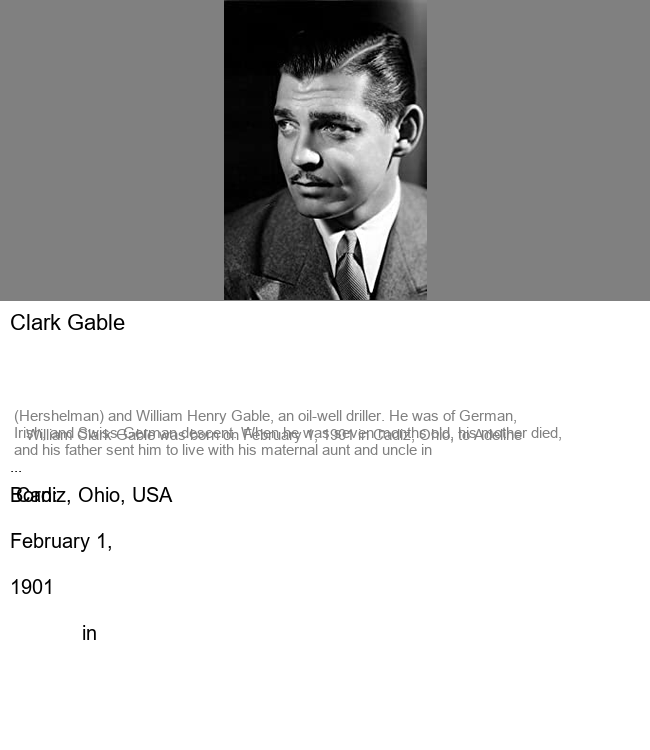 Clark Gable
(Hershelman) and William Henry Gable, an oil-well driller. He was of German,
Irish, and Swiss-German descent. When he was seven months old, his mother died,
William Clark Gable was born on February 1, 1901 in Cadiz, Ohio, to Adeline
and his father sent him to live with his maternal aunt and uncle in
...
Born:
Cadiz, Ohio, USA
February 1,
1901
in